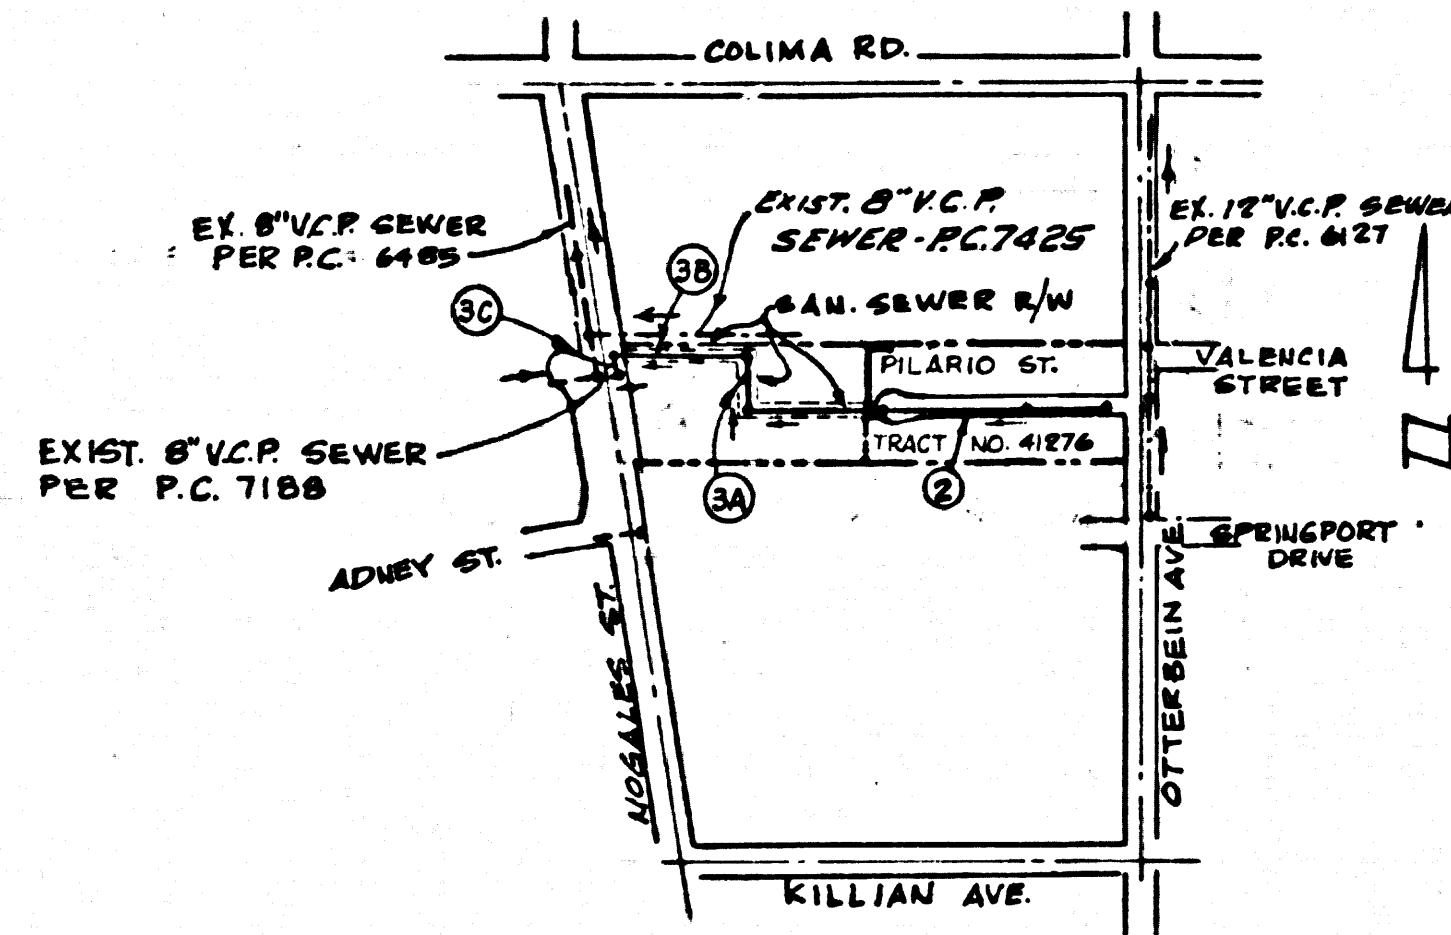 COLIMA RD.
EX. 8" V.C.P. SEWER
PER P.C. 6485
EXIST. 8" V.C.P.
SEWER - P.C. 7425
EX. 12" V.C.P. SEWER
PER P.C. 6127
3B
SAN. SEWER R/W
3C
PILARIO ST.
VALENCIA
STREET
EXIST. 8" V.C.P. SEWER
PER P.C. 7188
TRACT NO. 41276
3A
2
SPRINGPORT
DRIVE
ADNEY ST.
NOGALES ST.
OTTERBEIN AVE.
KILLIAN AVE.